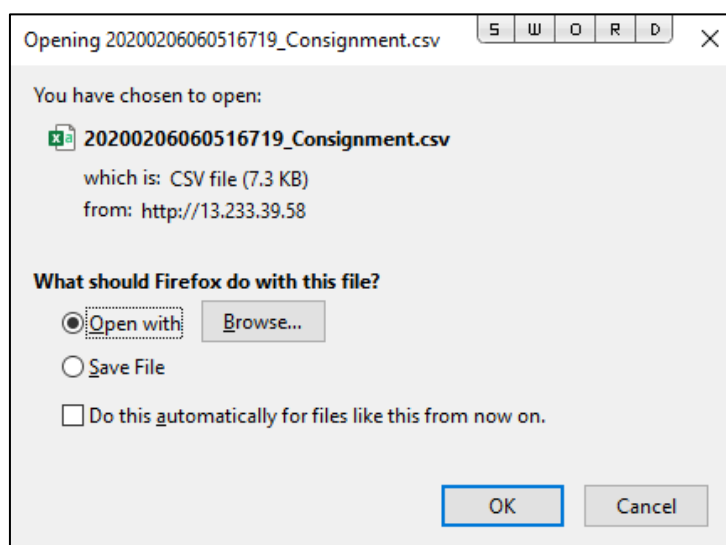 Opening 20200206060516719_Consignment.csv
S W O R D
You have chosen to open:
20200206060516719_Consignment.csv
which is: CSV file (7.3 KB)
from: http://13.233.39.58
What should Firefox do with this file?
Open with Browse...
Save File
Do this automatically for files like this from now on.
OK Cancel